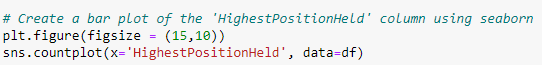 # Create a bar plot of the 'HighestPositionHeld' column using seaborn
plt.figure(figsize = (15,10))
sns.countplot(x='HighestPositionHeld', data=df)